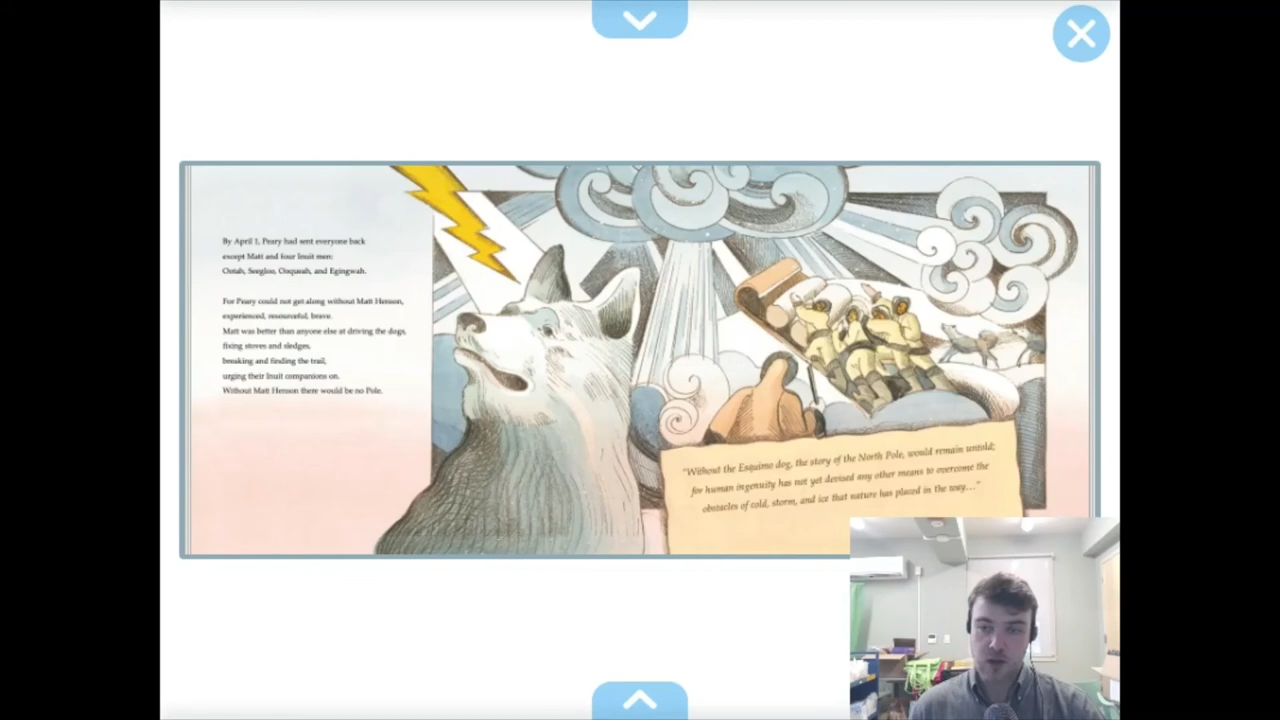 By April 1, Peary had sent everyone back
except Matt and four Inuit men:
Ootah, Seegloo, Ooqueah, and Egingwah.
For Peary could not get along without Matt Henson,
experienced, resourceful, brave.
Matt was better than anyone else at driving the dogs,
fixing stoves and sledges,
breaking and finding the trail,
urging their Inuit companions on.
Without Matt Henson there would be no Pole.
"Without the Esquimo dog, the story of the North Pole, would remain untold;
for human ingenuity has not yet devised any other means to overcome the
obstacles of cold, storm, and ice that nature has placed in the way..."